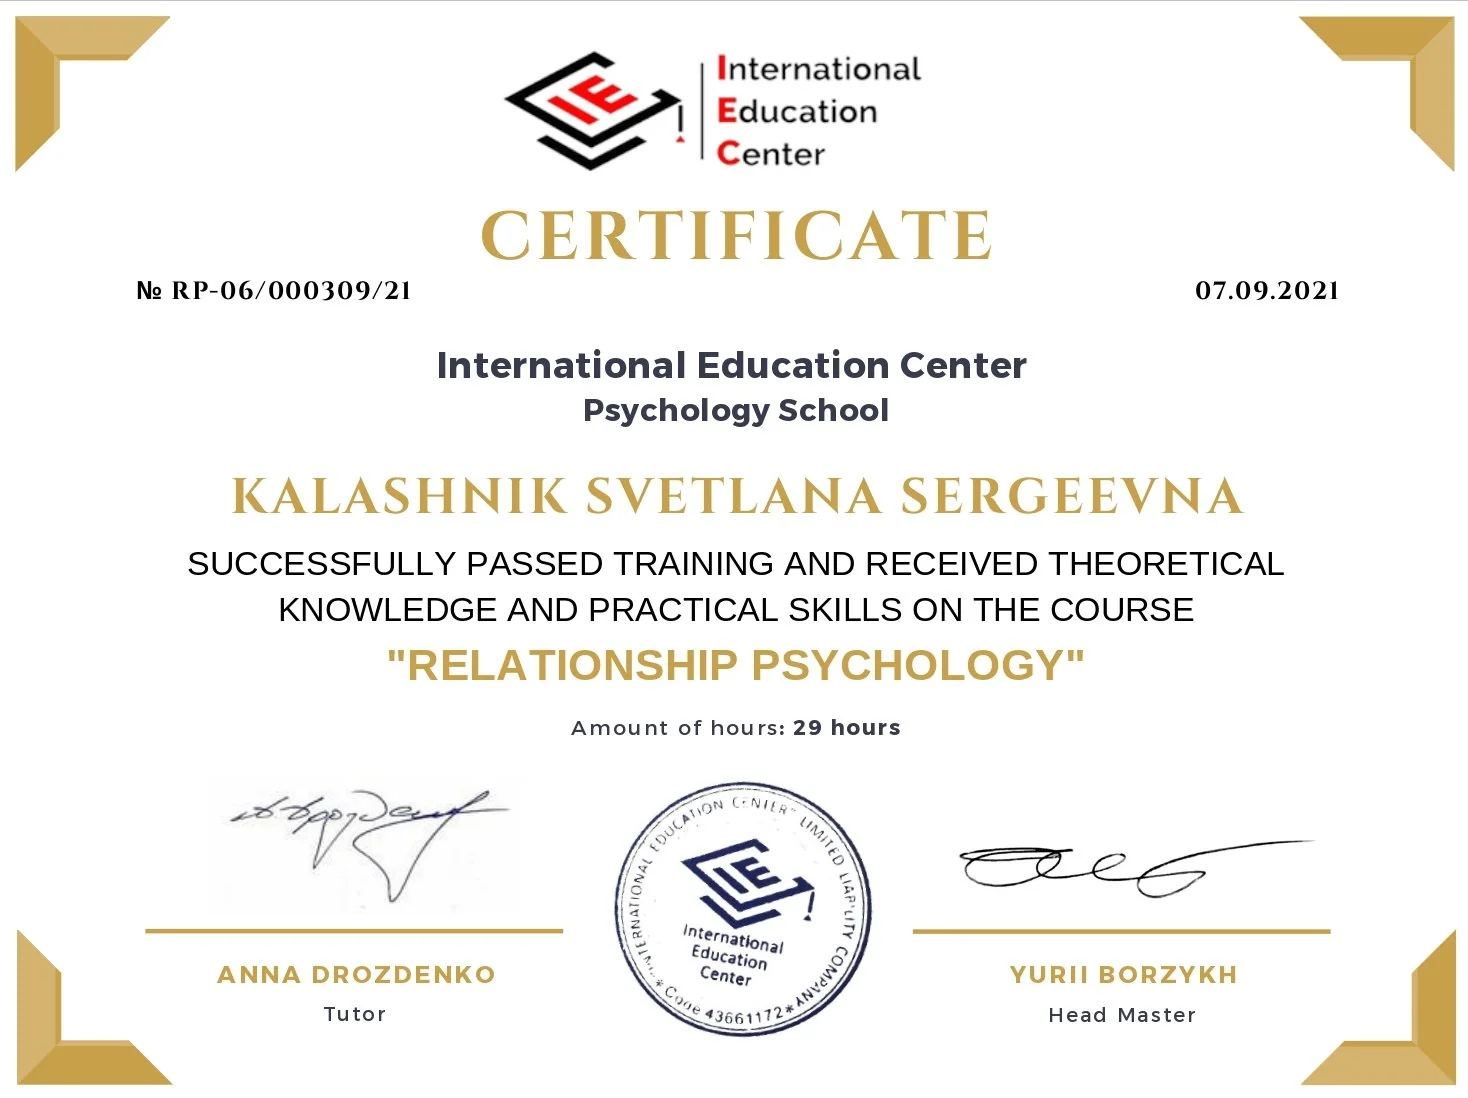 International
Education
Center
IE
CERTIFICATE
№ RP-06/000309/21
07.09.2021
International Education Center
Psychology School
KALASHNIK SVETLANA SERGEEVNA
SUCCESSFULLY PASSED TRAINING AND RECEIVED THEORETICAL
KNOWLEDGE AND PRACTICAL SKILLS ON THE COURSE
"RELATIONSHIP PSYCHOLOGY"
Amount of hours: 29 hours
"INTERNATIONAL EDUCATION CENTER" LIMITED LIABILITY COMPANY
* Code 43661172 *
IE
International
Education
Center
ANNA DROZDENKO
Tutor
YURII BORZYKH
Head Master